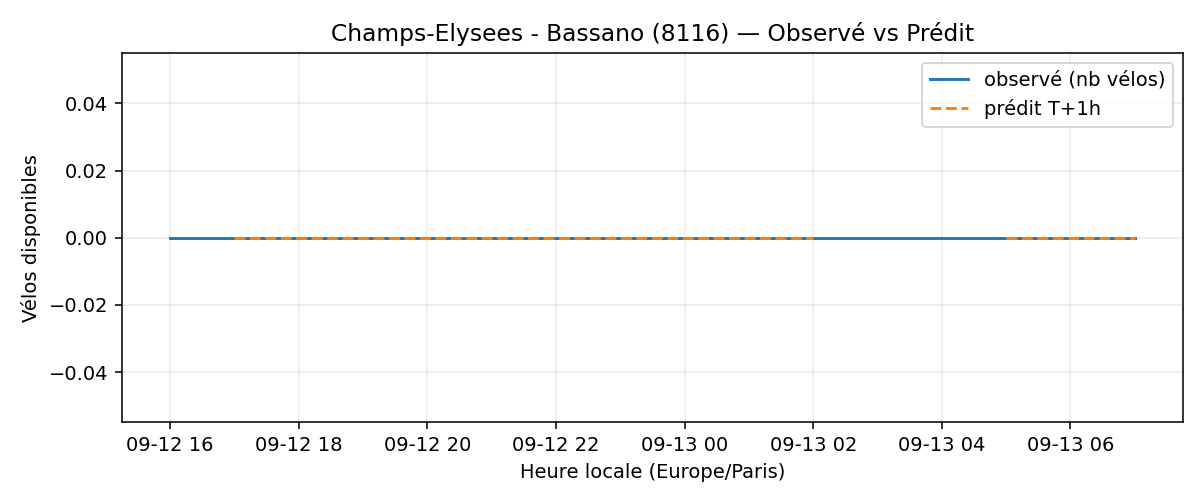 Champs-Elysees - Bassano (8116) — Observé vs Prédit
observé (nb vélos)
prédit T+1h
Vélos disponibles
0.04
0.02
0.00
−0.02
−0.04
09-12 16 09-12 18 09-12 20 09-12 22 09-13 00 09-13 02 09-13 04 09-13 06
Heure locale (Europe/Paris)